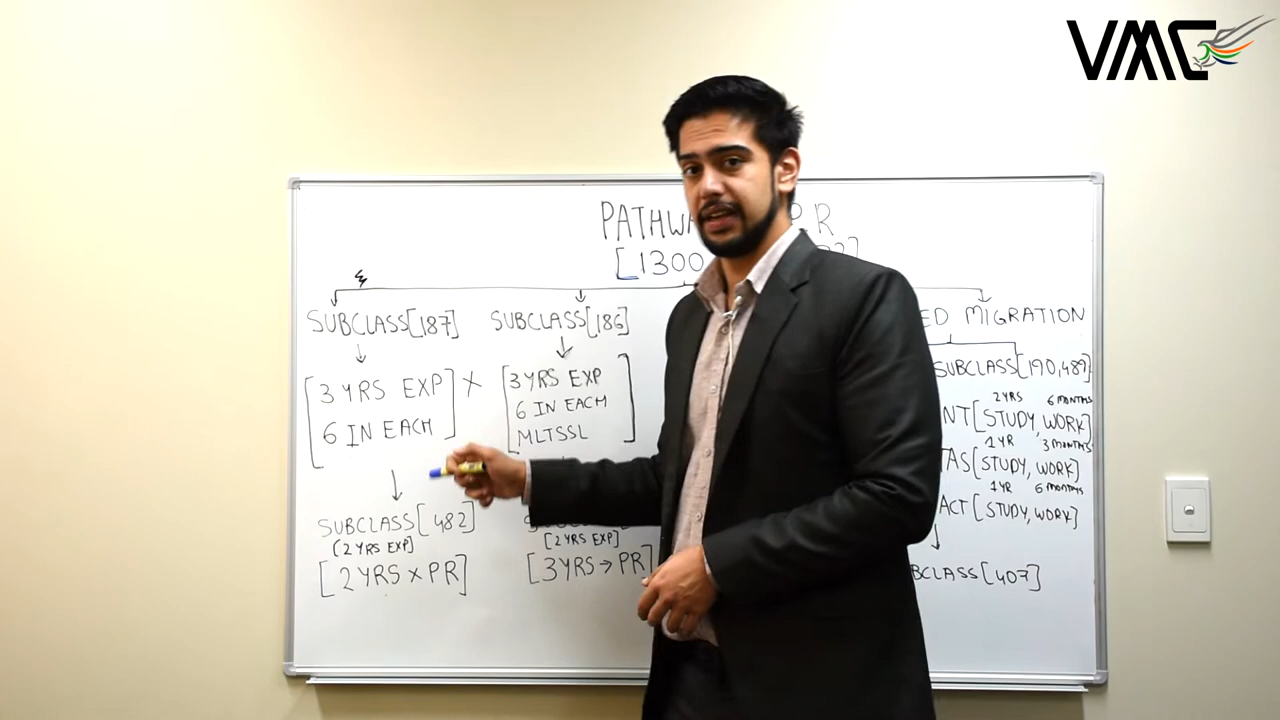 VMC
PATHWA PR
[1300
SUBCLASS[187]
SUBCLASS[186]
ED MIGRATION
SUBCLASS[190,489]
[3 YRS EXP] X
6 IN EACH
[3 YRS EXP
6 IN EACH
MLTSSL]
2 YRS 6 MONTHS
NT[STUDY, WORK]
1 YR 3 MONTHS
TAS[STUDY, WORK]
1 YR 6 MONTHS
ACT[STUDY, WORK]
SUBCLASS[482]
[2 YRS EXP]
[2 YRS X PR]
[2 YRS EXP]
[3 YRS → PR]
BCLASS[407]